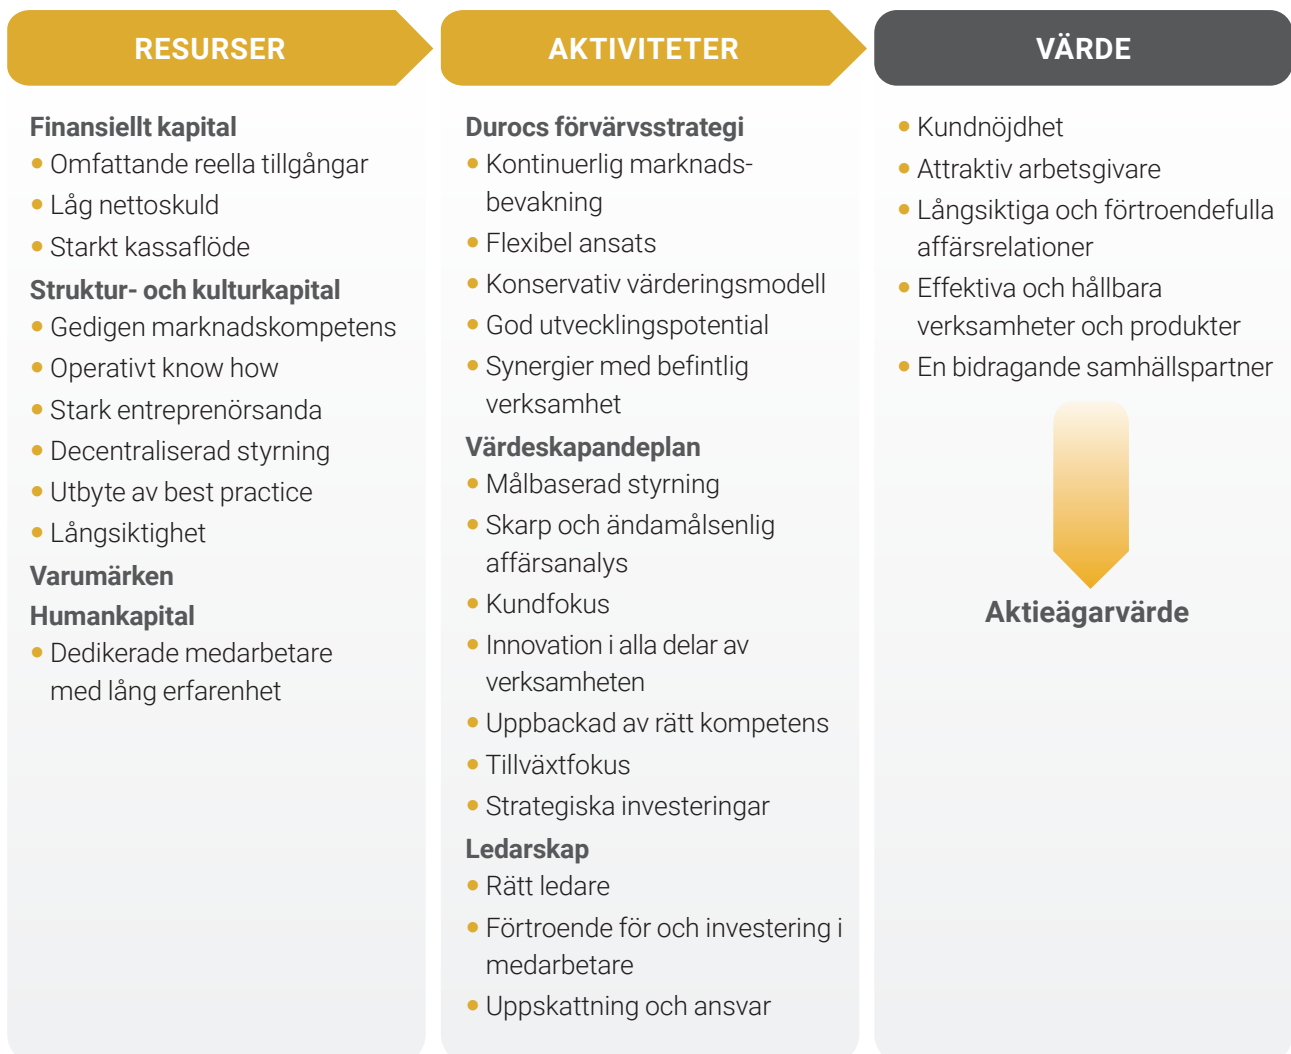 RESURSER
Finansiellt kapital
• Omfattande reella tillgångar
• Låg nettoskuld
• Starkt kassaflöde
Struktur- och kulturkapital
• Gedigen marknadskompetens
• Operativt know how
• Stark entreprenörsanda
• Decentraliserad styrning
• Utbyte av best practice
• Långsiktighet
Varumärken
Humankapital
• Dedikerade medarbetare
med lång erfarenhet
AKTIVITETER
Durocs förvärvsstrategi
• Kontinuerlig marknads-
bevakning
• Flexibel ansats
• Konservativ värderingsmodell
• God utvecklingspotential
• Synergier med befintlig
verksamhet
Värdeskapandeplan
• Målbaserad styrning
• Skarp och ändamålsenlig
affärsanalys
• Kundfokus
• Innovation i alla delar av
verksamheten
• Uppbackad av rätt kompetens
• Tillväxtfokus
• Strategiska investeringar
Ledarskap
• Rätt ledare
• Förtroende för och investering i
medarbetare
• Uppskattning och ansvar
VÄRDE
• Kundnöjdhet
• Attraktiv arbetsgivare
• Långsiktiga och förtroendefulla
affärsrelationer
• Effektiva och hållbara
verksamheter och produkter
• En bidragande samhällspartner
Aktieägarvärde